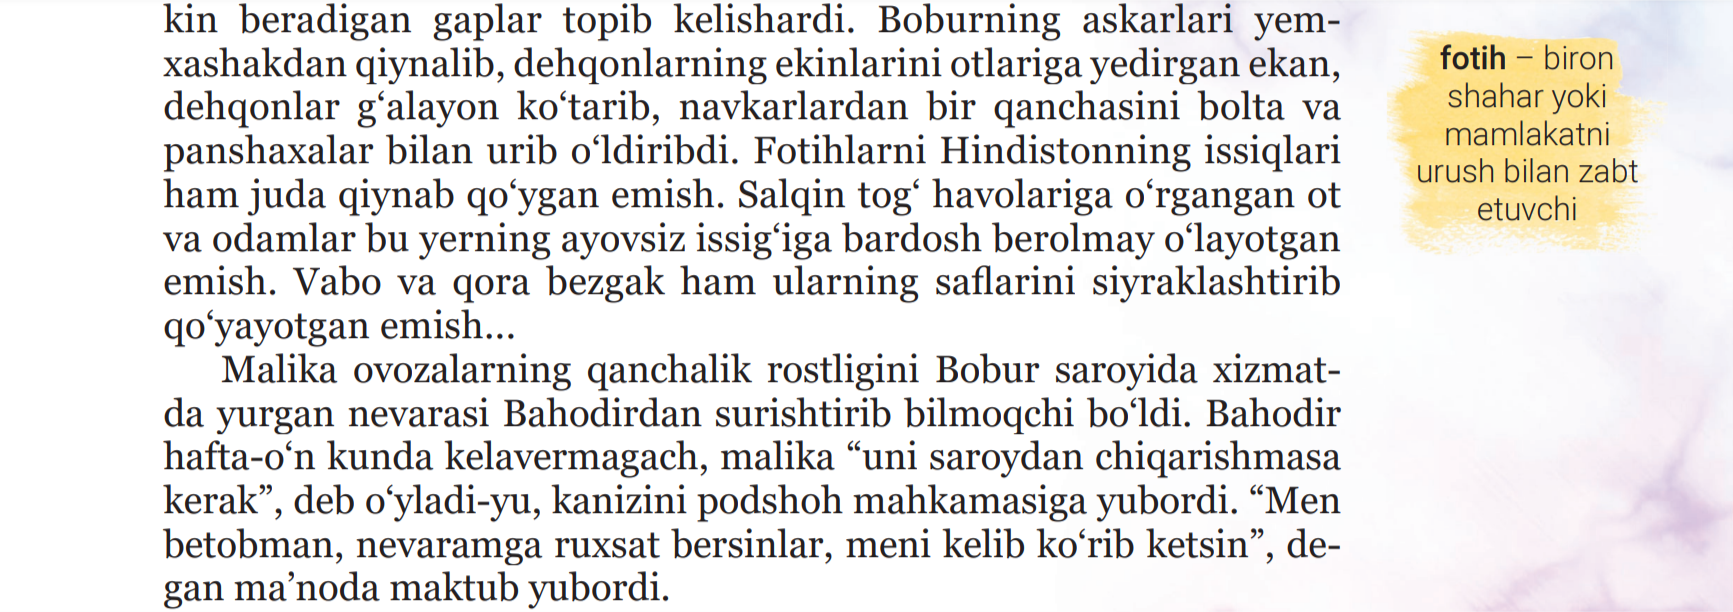 kin beradigan gaplar topib kelishardi. Boburning askarlari yem-
xashakdan qiynalib, dehqonlarning ekinlarini otlariga yedirgan ekan,
dehqonlar g‘alayon ko‘tarib, navkarlardan bir qanchasini bolta va
panshaxalar bilan urib o‘ldiribdi. Fotihlarni Hindistonning issiqlari
ham juda qiynab qo‘ygan emish. Salqin tog‘ havolariga o‘rgangan ot
va odamlar bu yerning ayovsiz issig‘iga bardosh berolmay o‘layotgan
emish. Vabo va qora bezgak ham ularning saflarini siyraklashtirib
qo‘yayotgan emish...
Malika ovozalarning qanchalik rostligini Bobur saroyida xizmat-
da yurgan nevarasi Bahodirdan surishtirib bilmoqchi bo‘ldi. Bahodir
hafta-o‘n kunda kelavermagach, malika “uni saroydan chiqarishmasa
kerak”, deb o‘yladi-yu, kanizini podshoh mahkamasiga yubordi. “Men
betobman, nevaramga ruxsat bersinlar, meni kelib ko‘rib ketsin”, de-
gan ma’noda maktub yubordi.
fotih – biron
shahar yoki
mamlakatni
urush bilan zabt
etuvchi